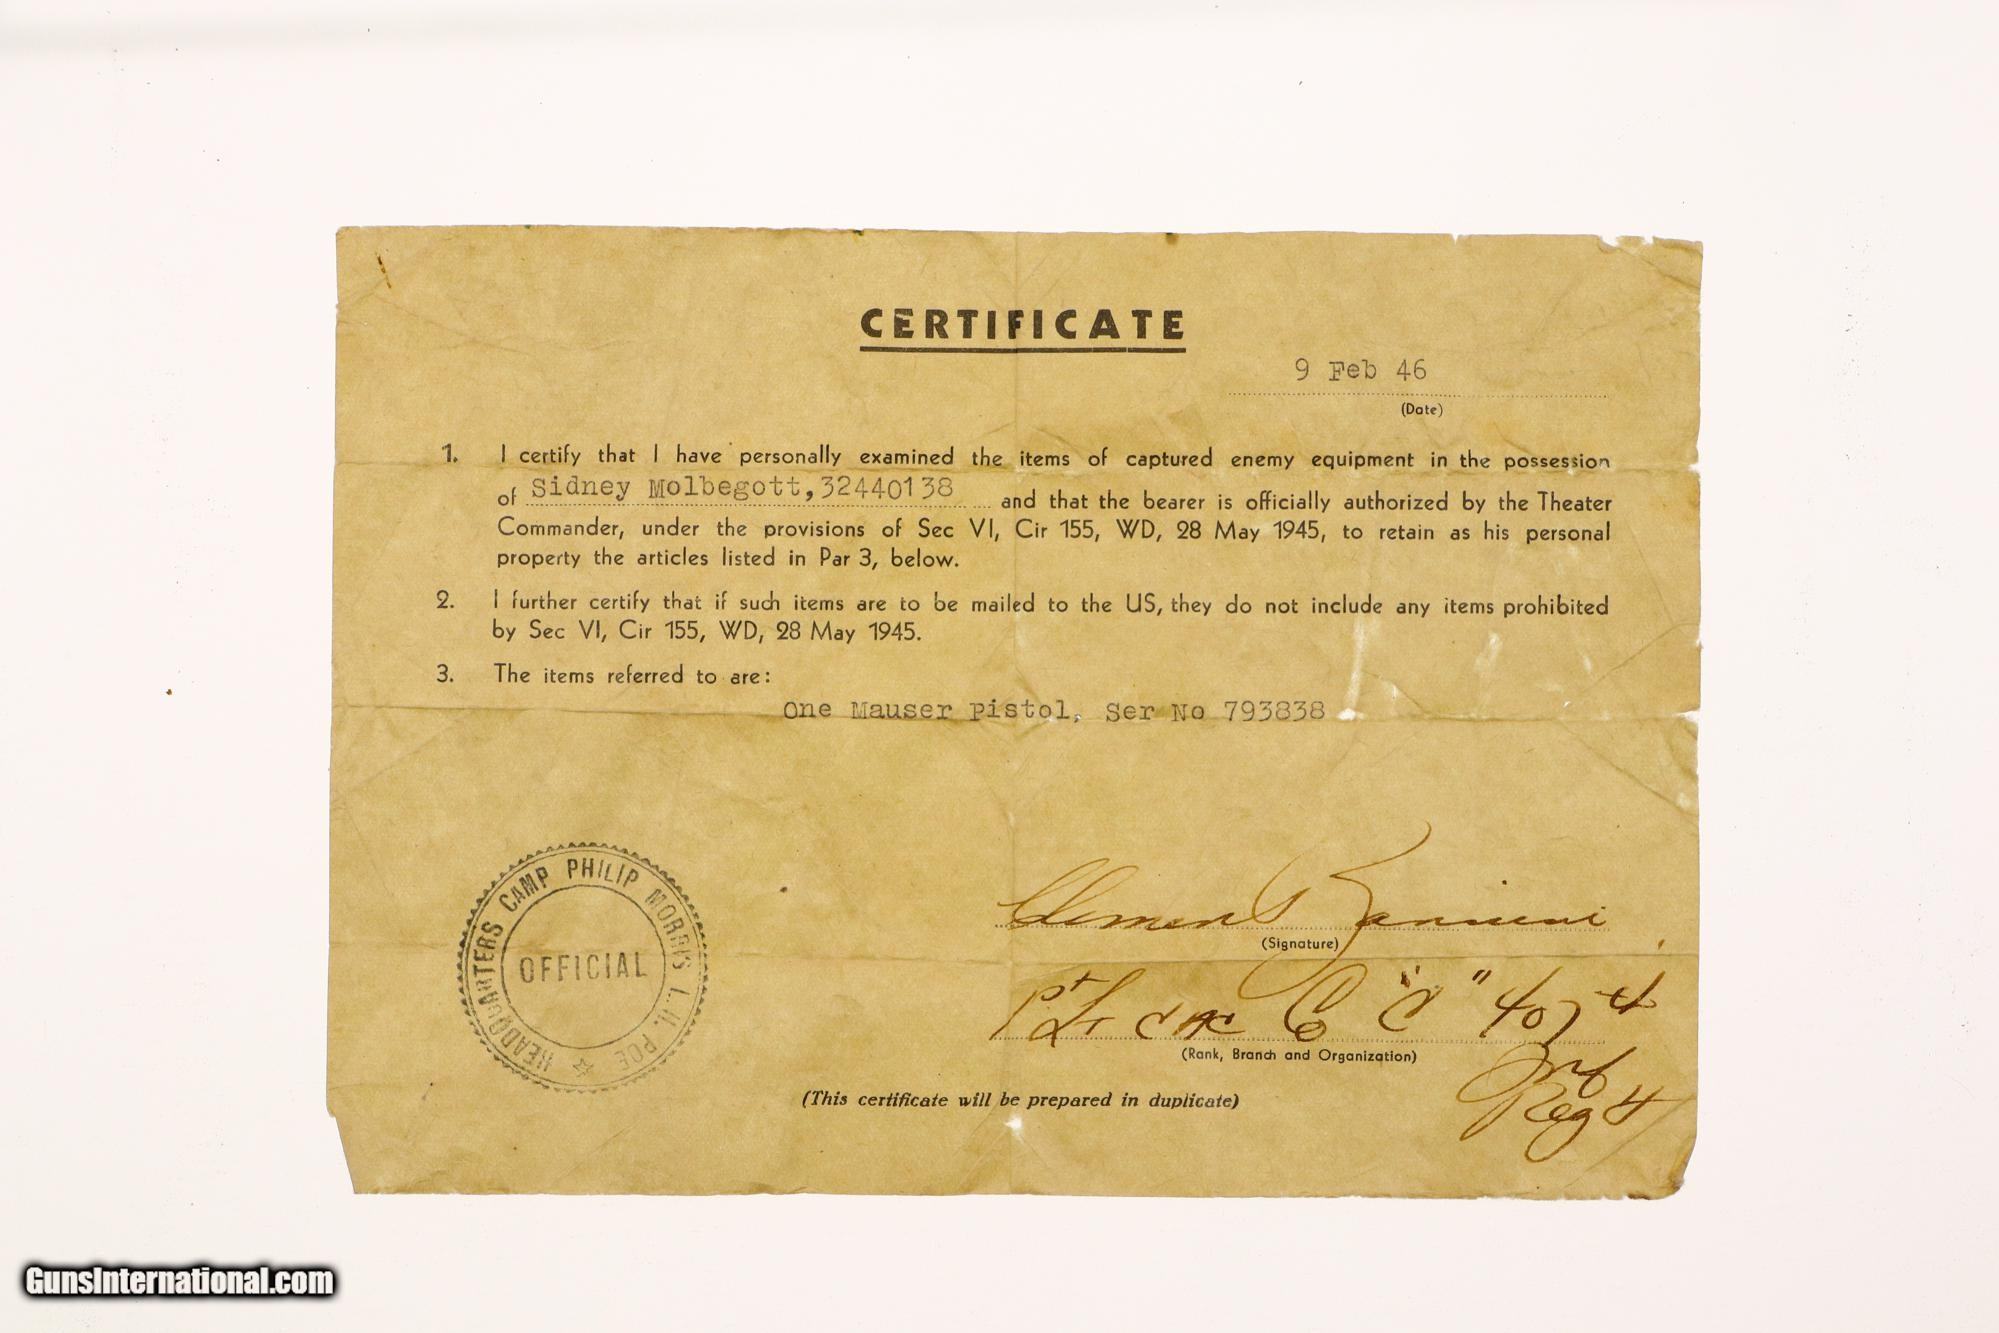 CERTIFICATE
9 Feb 46
(Date)
1. I certify that I have personally examined the items of captured enemy equipment in the possession
of Sidney Molbegott, 32440138 and that the bearer is officially authorized by the Theater
Commander, under the provisions of Sec VI, Cir 155, WD, 28 May 1945, to retain as his personal
property the articles listed in Par 3, below.
2. I further certify that if such items are to be mailed to the US, they do not include any items prohibited
by Sec VI, Cir 155, WD, 28 May 1945.
3. The items referred to are:
One Mauser Pistol, Ser No 793838
HEADQUARTERS CAMP PHILIP MORRIS L. H. POE
OFFICIAL
(Signature)
"C"
(Rank, Branch and Organization)
(This certificate will be prepared in duplicate)
GunsInternational.com